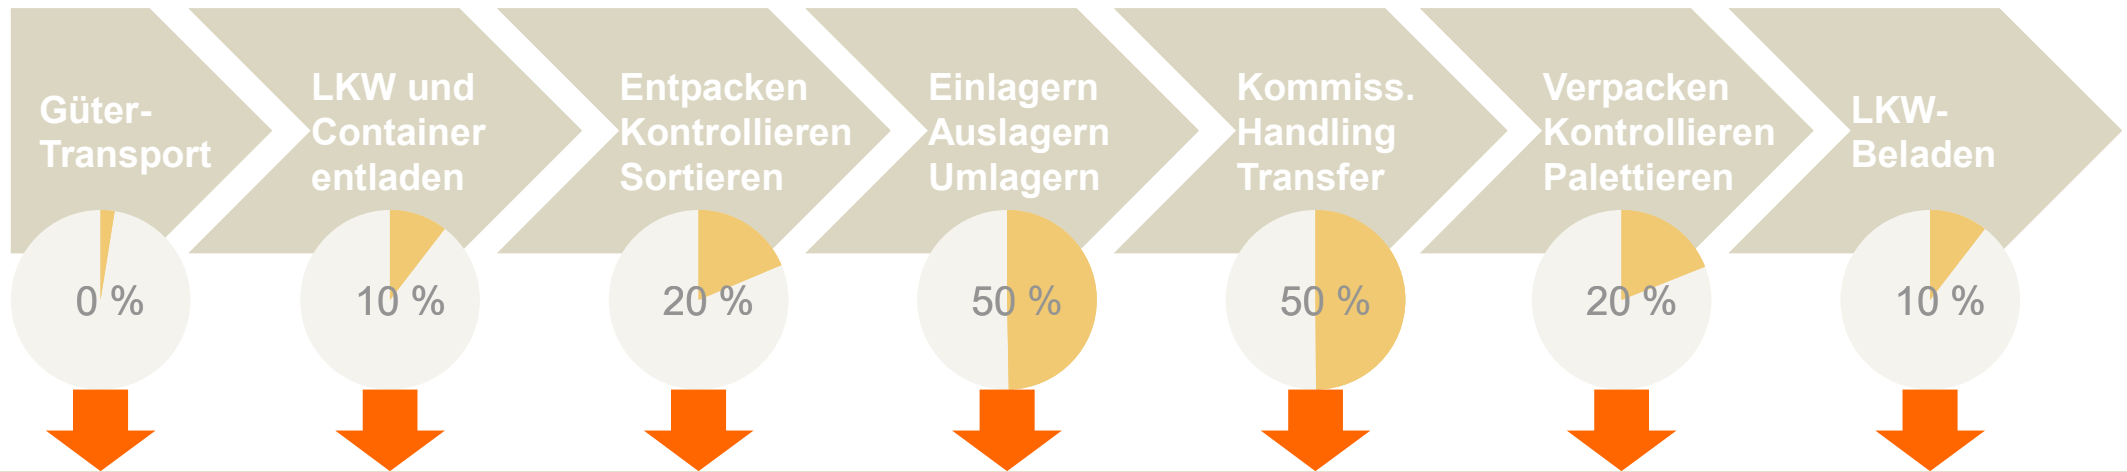 Güter-
Transport
LKW und
Container
entladen
Entpacken
Kontrollieren
Sortieren
Einlagern
Auslagern
Umlagern
Kommiss.
Handling
Transfer
Verpacken
Kontrollieren
Palettieren
LKW-
Beladen
0 %
10 %
20 %
50 %
50 %
20 %
10 %